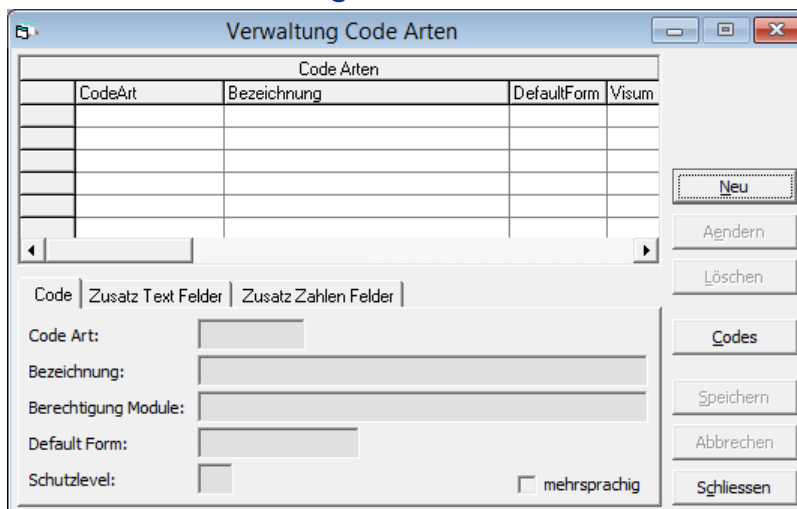 Verwaltung Code Arten
Code Arten
CodeArt Bezeichnung DefaultForm Visum
Neu
Aendern
Löschen
Codes
Speichern
Abbrechen
Schliessen
Code Zusatz Text Felder Zusatz Zahlen Felder
Code Art:
Bezeichnung:
Berechtigung Module:
Default Form:
Schutzlevel:
mehrsprachig